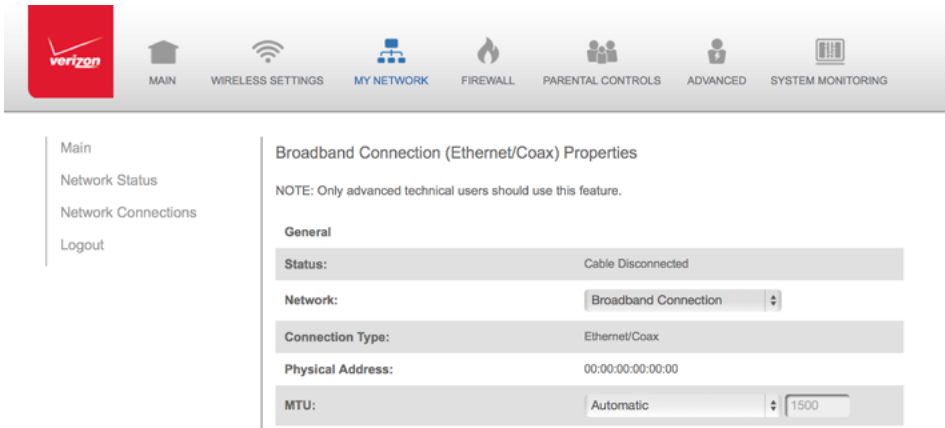 verizon
MAIN
WIRELESS SETTINGS
MY NETWORK
FIREWALL
PARENTAL CONTROLS
ADVANCED
SYSTEM MONITORING
Main
Network Status
Network Connections
Logout
Broadband Connection (Ethernet/Coax) Properties
NOTE: Only advanced technical users should use this feature.
General
Status: Cable Disconnected
Network: Broadband Connection
Connection Type: Ethernet/Coax
Physical Address: 00:00:00:00:00:00
MTU: Automatic 1500